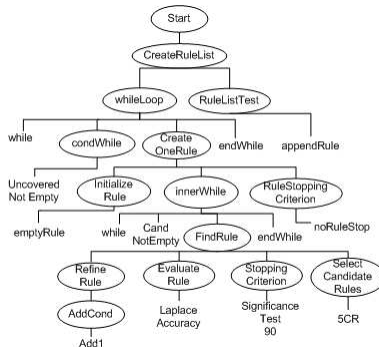 Start
CreateRuleList
whileLoop
RuleListTest
while
condWhile
Create
OneRule
endWhile
appendRule
Uncovered
Not Empty
Initialize
Rule
innerWhile
RuleStopping
Criterion
emptyRule
while
Cand
NotEmpty
FindRule
endWhile
noRuleStop
Refine
Rule
Evaluate
Rule
Stopping
Criterion
Select
Candidate
Rules
AddCond
Laplace
Accuracy
Significance
Test
90
5CR
Add1